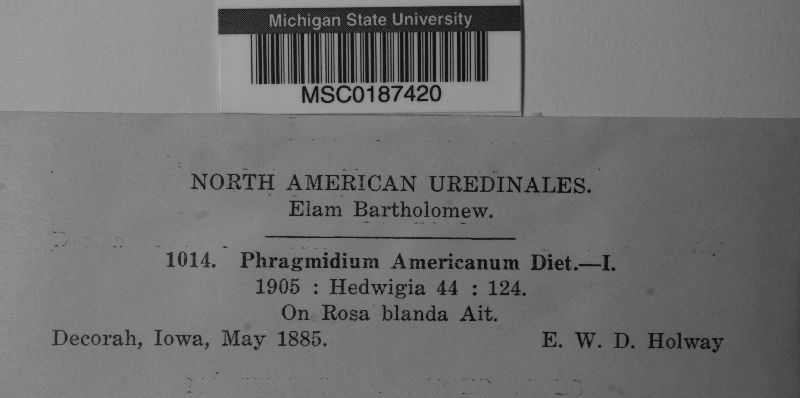 Michigan State University
MSC0187420
NORTH AMERICAN UREDINALES.
Elam Bartholomew.
1014. Phragmidium Americanum Diet.—I.
1905 : Hedwigia 44 : 124.
On Rosa blanda Ait.
Decorah, Iowa, May 1885. E. W. D. Holway